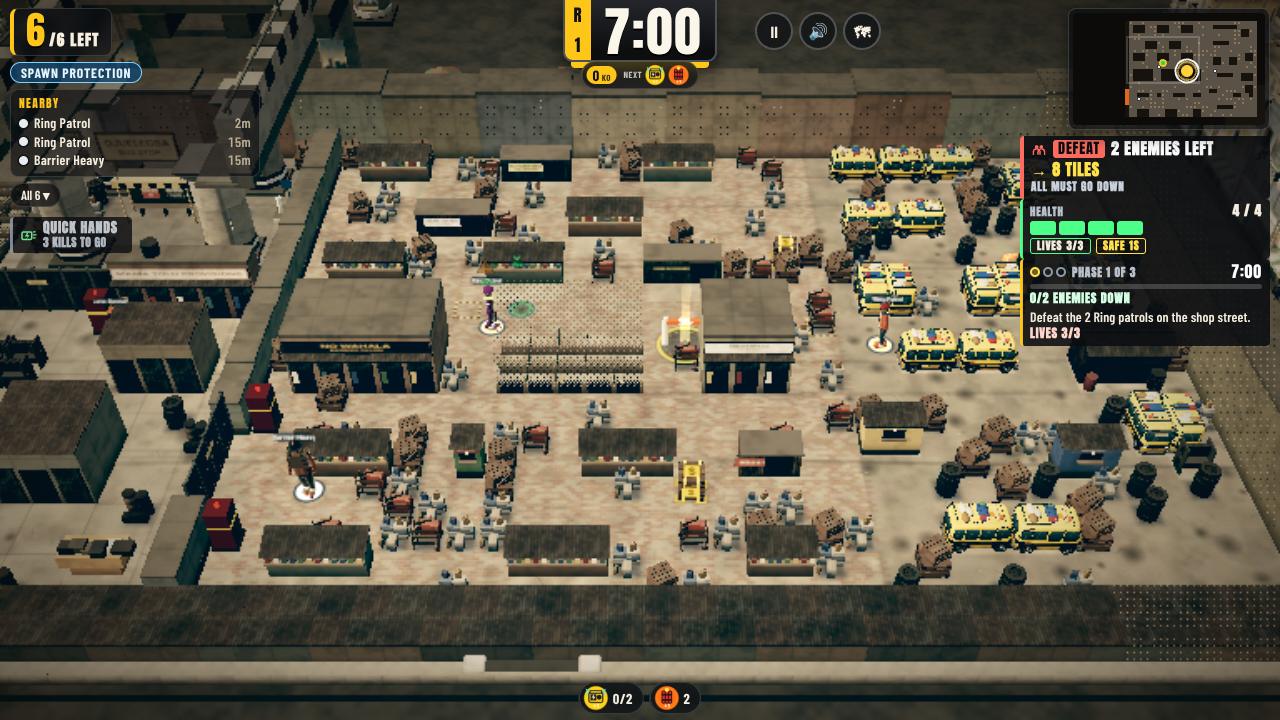 6/6 LEFT
SPAWN PROTECTION
NEARBY
Ring Patrol 2m
Ring Patrol 15m
Barrier Heavy 15m
All 6▼
QUICK HANDS
3 KILLS TO GO
R
1
7:00
0 KO NEXT
DEFEAT 2 ENEMIES LEFT
→ 8 TILES
ALL MUST GO DOWN
HEALTH 4 / 4
LIVES 3/3 SAFE 1S
PHASE 1 OF 3 7:00
0/2 ENEMIES DOWN
Defeat the 2 Ring patrols on the shop street.
LIVES 3/3
NO WAHALA
0/2
2